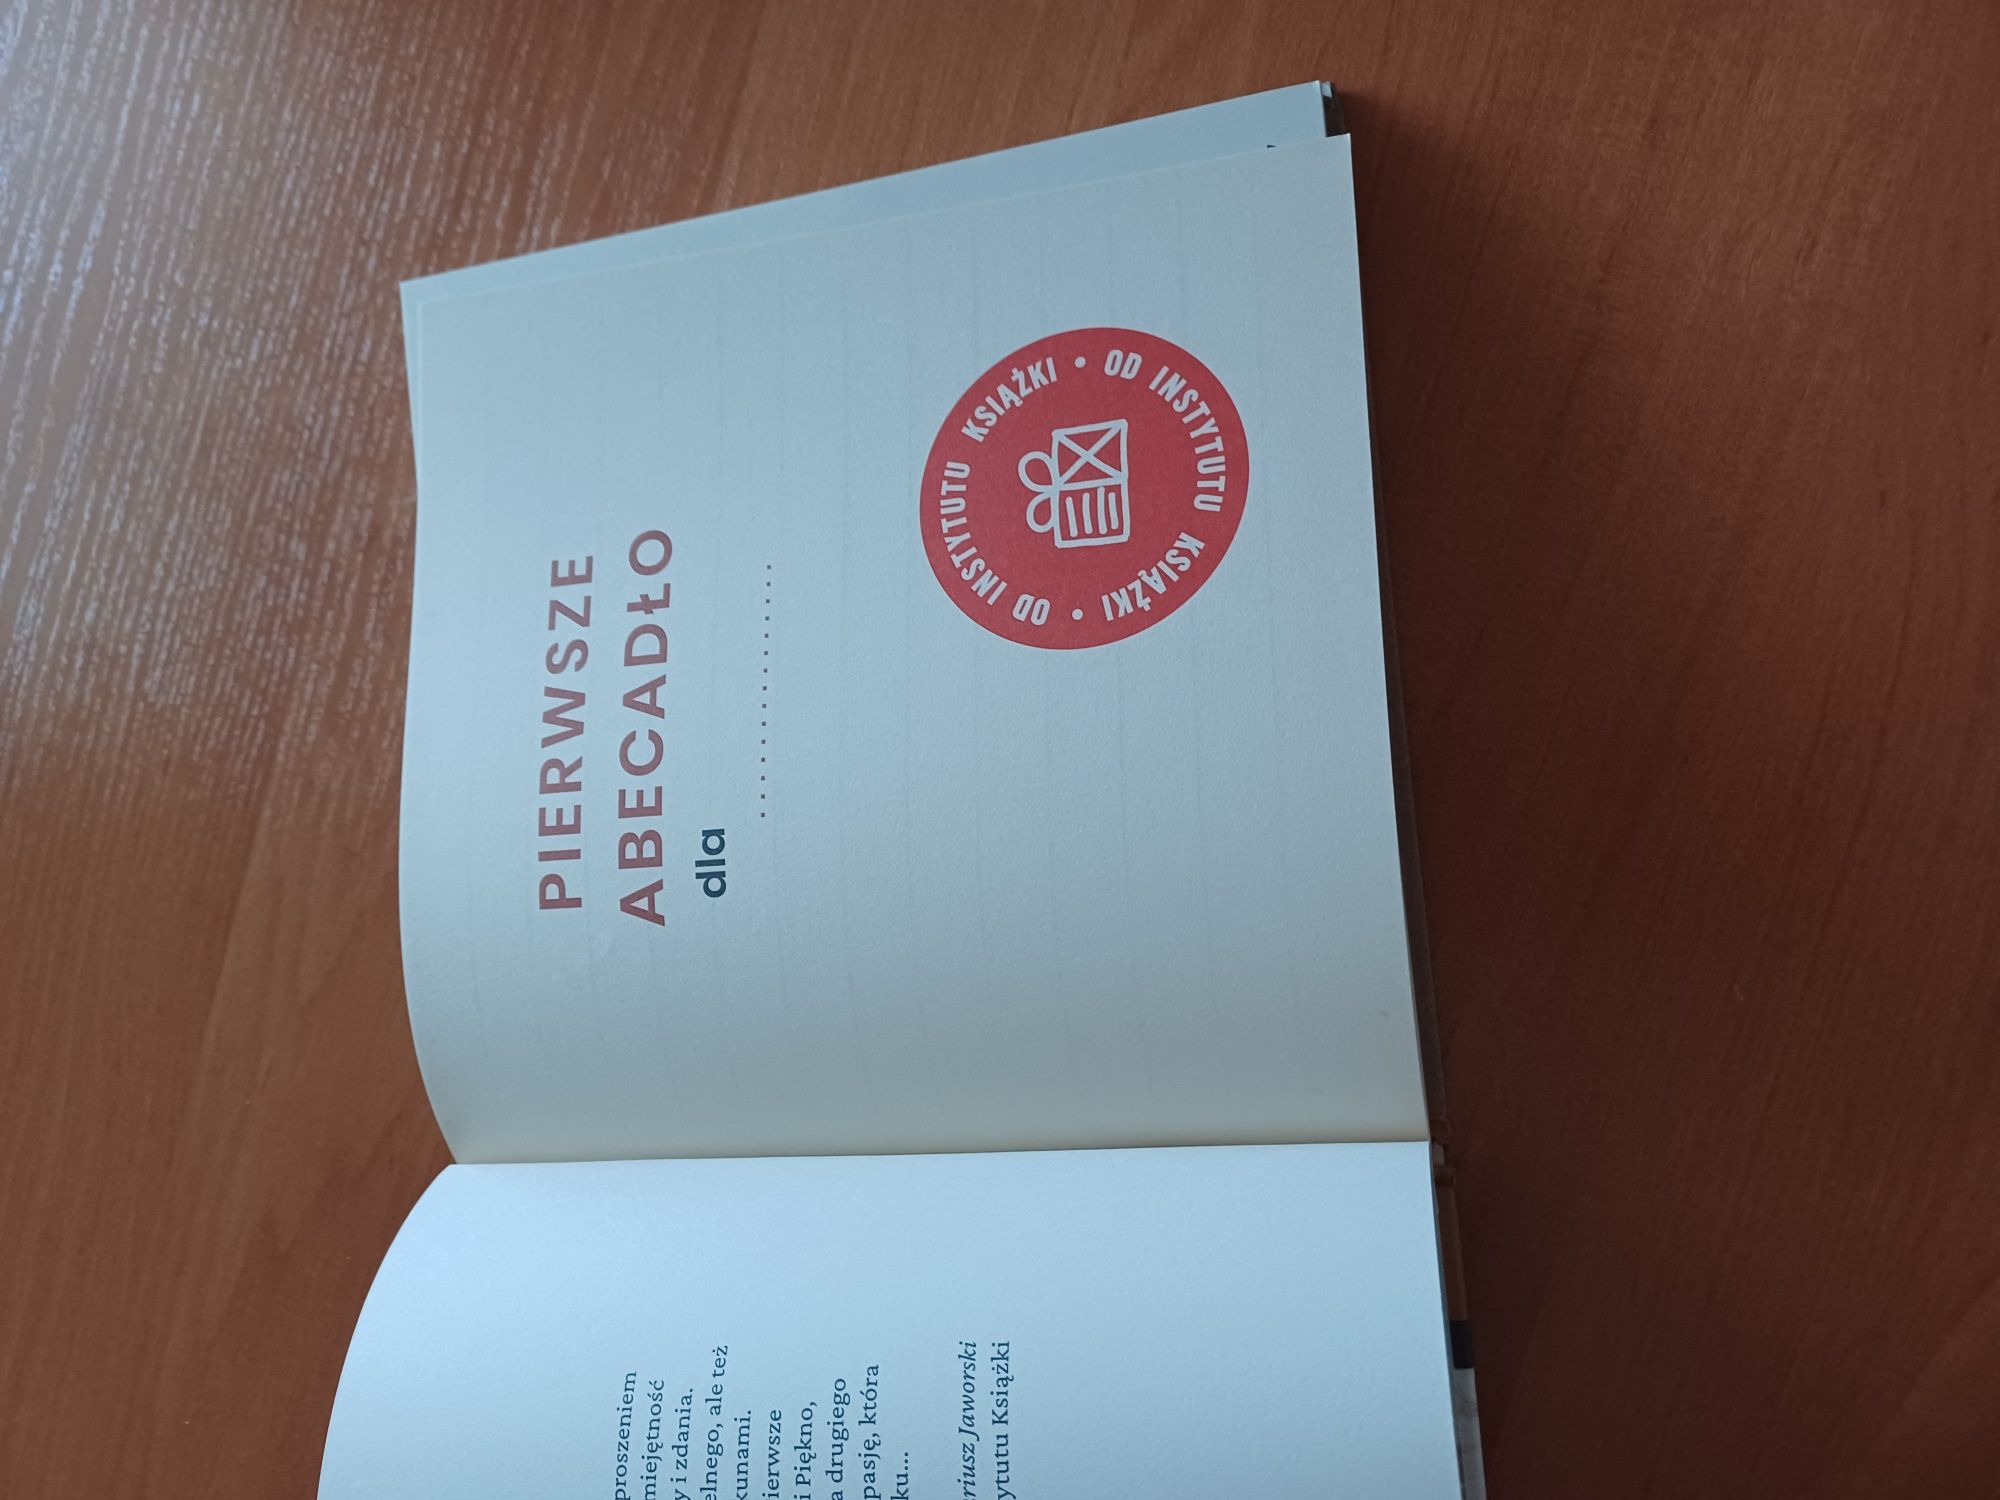 proszeniem
miejętność
y i zdania.
elnego, ale też
kunami.
ierwsze
i Piękno,
a drugiego
pasję, która
ku...
riusz Jaworski
ytutu Książki
PIERWSZE
ABECADŁO
dla
....................
OD INSTYTUTU KSIĄŻKI • OD INSTYTUTU KSIĄŻKI •